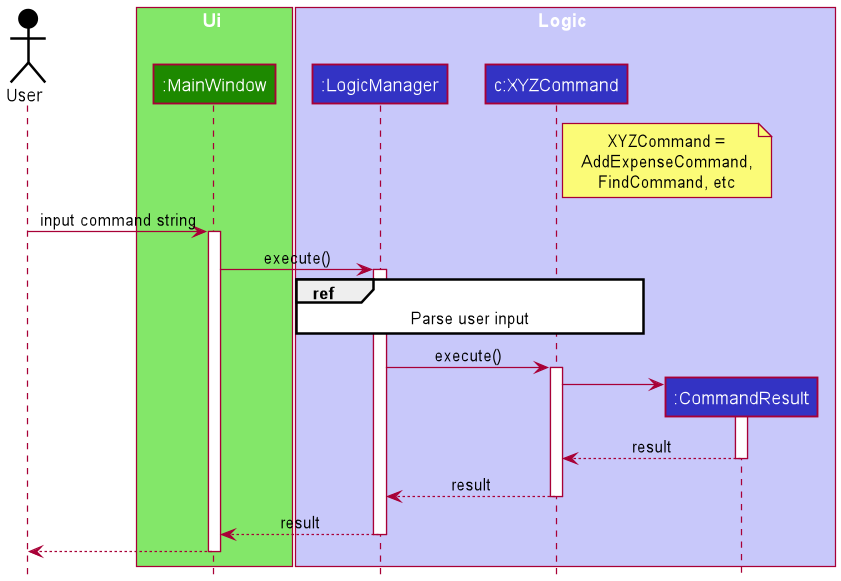 Ui
Logic
User
:MainWindow
:LogicManager
c:XYZCommand
XYZCommand =
AddExpenseCommand,
FindCommand, etc
input command string
execute()
ref
Parse user input
execute()
:CommandResult
result
result
result